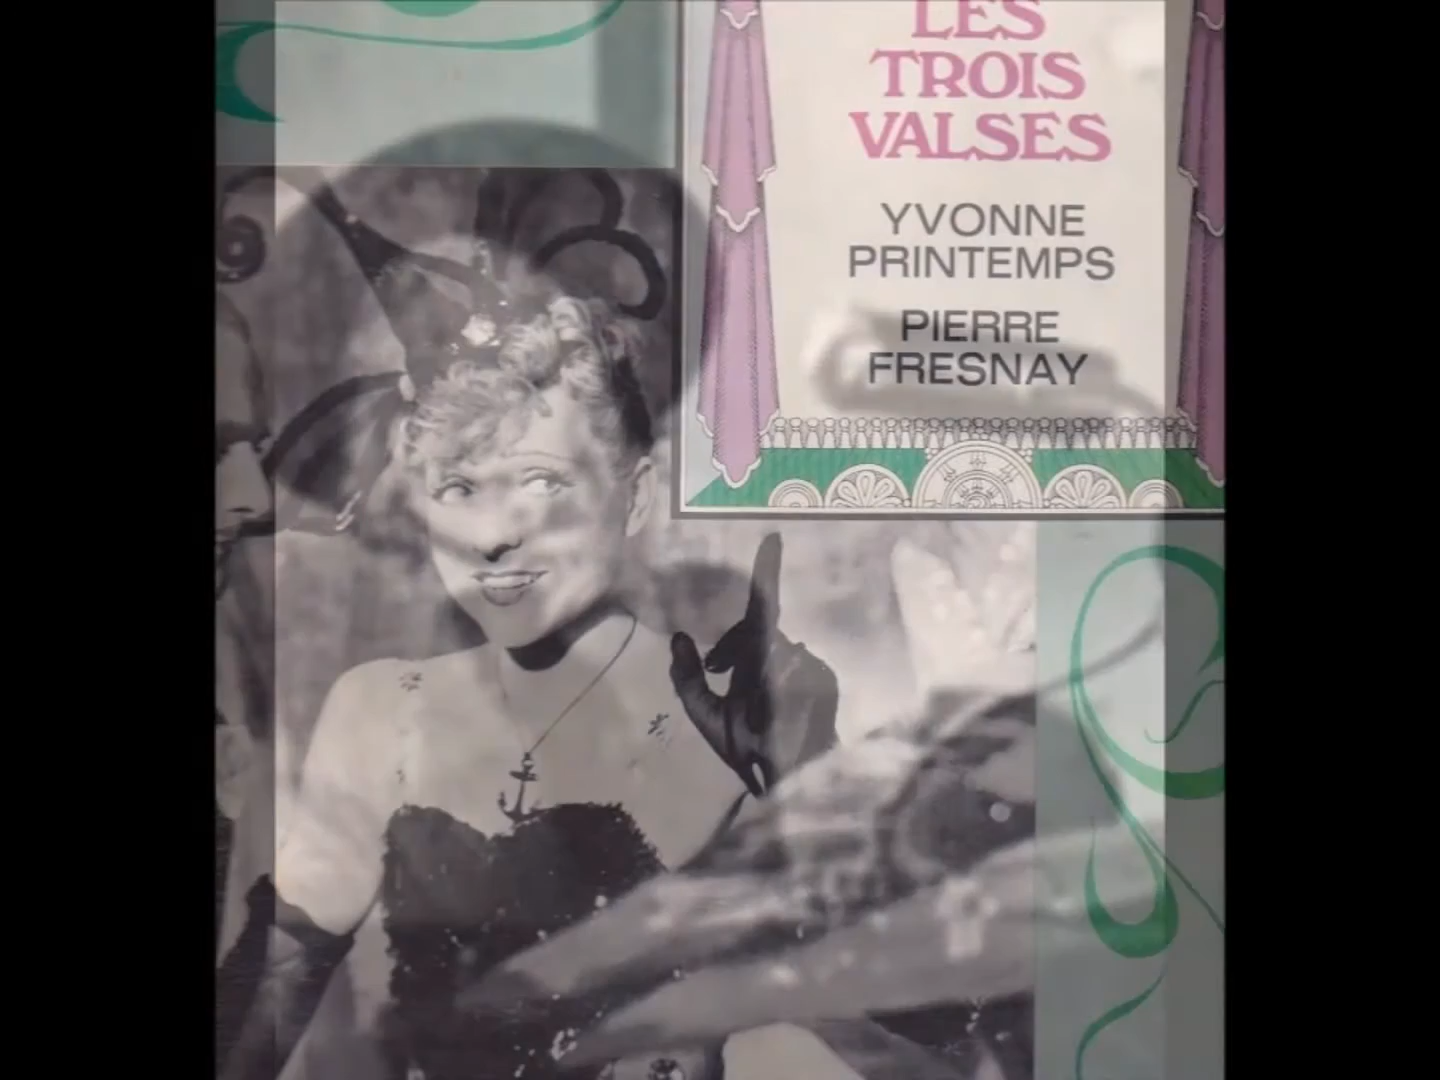 LES
TROIS
VALSES
YVONNE
PRINTEMPS
PIERRE
FRESNAY